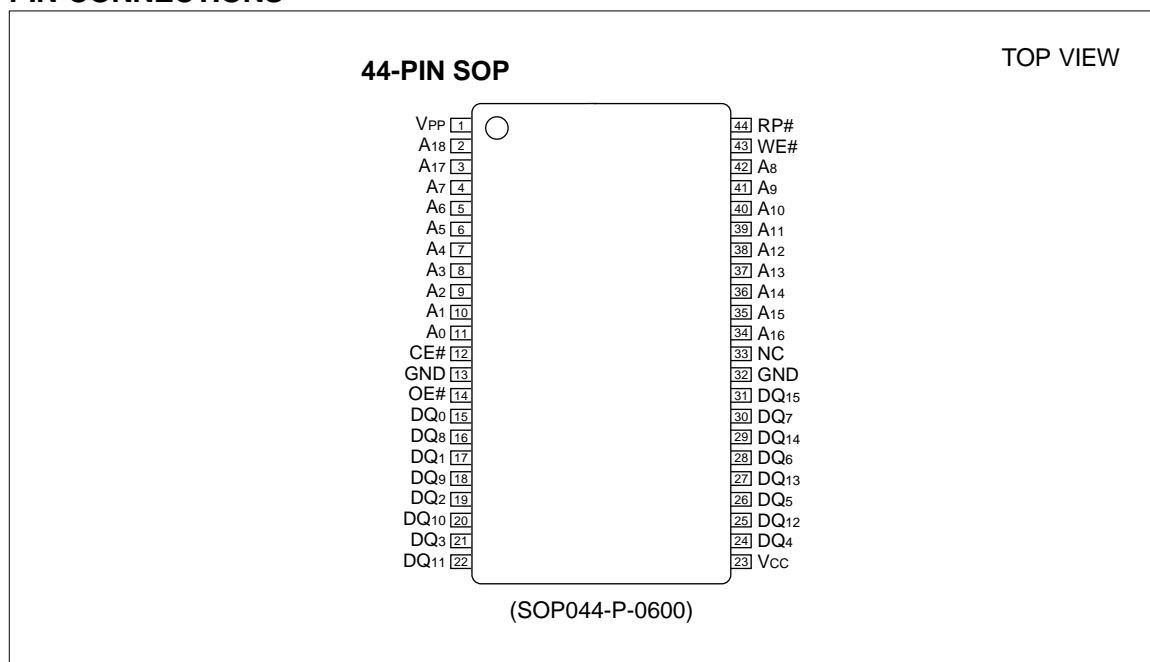 PIN CONNECTIONS
TOP VIEW
44-PIN SOP
VPP 1 44 RP#
A18 2 43 WE#
A17 3 42 A8
A7 4 41 A9
A6 5 40 A10
A5 6 39 A11
A4 7 38 A12
A3 8 37 A13
A2 9 36 A14
A1 10 35 A15
A0 11 34 A16
CE# 12 33 NC
GND 13 32 GND
OE# 14 31 DQ15
DQ0 15 30 DQ7
DQ8 16 29 DQ14
DQ1 17 28 DQ6
DQ9 18 27 DQ13
DQ2 19 26 DQ5
DQ10 20 25 DQ12
DQ3 21 24 DQ4
DQ11 22 23 VCC
(SOP044-P-0600)